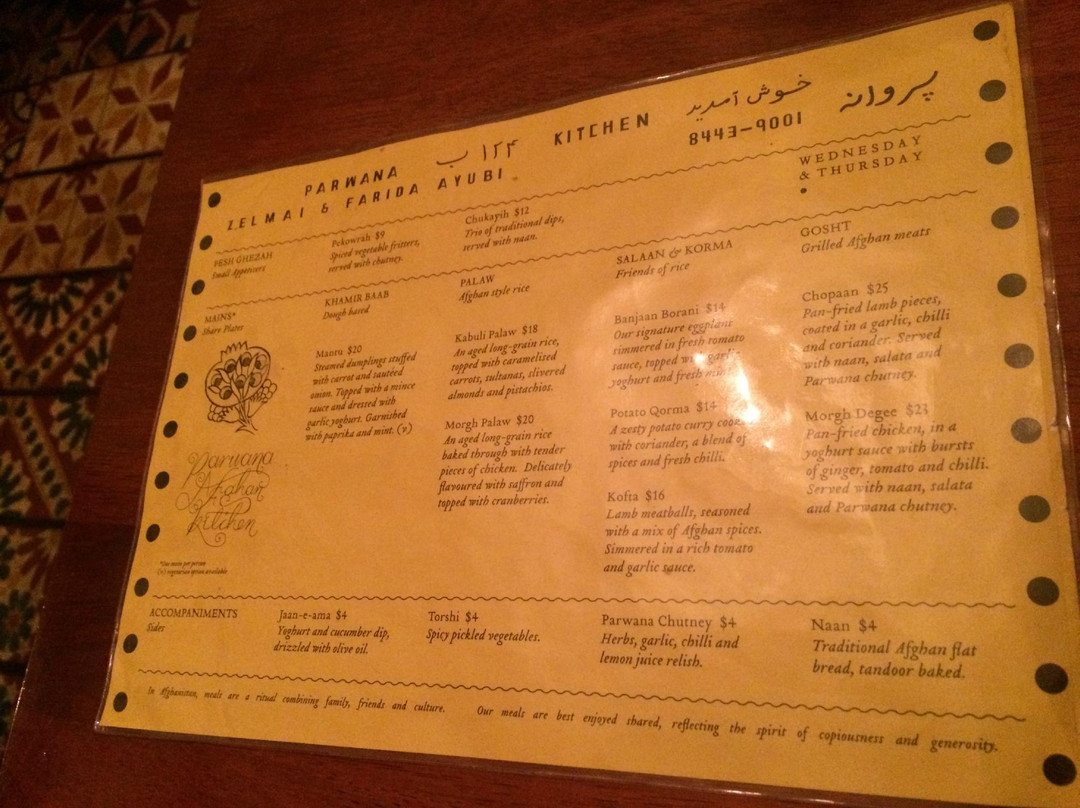 PARWANA ۱۲۴ ب KITCHEN خوش آمدید پروانه
ZELMAI & FARIDA AYUBI 8443-9001
WEDNESDAY
& THURSDAY
PESH GHEZAH
Small Appetisers
Pekowrah $9
Spiced vegetable fritters,
served with chutney.
Chukayih $12
Trio of traditional dips,
served with naan.
MAINS*
Share Plates
KHAMIR BAAB
Dough based
Mantu $20
Steamed dumplings stuffed
with carrot and sautéed
onion. Topped with a mince
sauce and dressed with
garlic yoghurt. Garnished
with paprika and mint. (v)
PALAW
Afghan style rice
Kabuli Palaw $18
An aged long-grain rice,
topped with caramelised
carrots, sultanas, slivered
almonds and pistachios.
Morgh Palaw $20
An aged long-grain rice
baked through with tender
pieces of chicken. Delicately
flavoured with saffron and
topped with cranberries.
SALAAN & KORMA
Friends of rice
Banjaan Borani $14
Our signature eggplant
simmered in fresh tomato
sauce, topped with garlic
yoghurt and fresh mint.
Potato Qorma $14
A zesty potato curry cooked
with coriander, a blend of
spices and fresh chilli.
Kofta $16
Lamb meatballs, seasoned
with a mix of Afghan spices.
Simmered in a rich tomato
and garlic sauce.
GOSHT
Grilled Afghan meats
Chopaan $25
Pan-fried lamb pieces,
coated in a garlic, chilli
and coriander. Served
with naan, salata and
Parwana chutney.
Morgh Degee $23
Pan-fried chicken, in a
yoghurt sauce with bursts
of ginger, tomato and chilli.
Served with naan, salata
and Parwana chutney.
Parwana
Afghan
Kitchen
*One main per person
(v) vegetarian option available
ACCOMPANIMENTS
Sides
Jaan-e-ama $4
Yoghurt and cucumber dip,
drizzled with olive oil.
Torshi $4
Spicy pickled vegetables.
Parwana Chutney $4
Herbs, garlic, chilli and
lemon juice relish.
Naan $4
Traditional Afghan flat
bread, tandoor baked.
In Afghanistan, meals are a ritual combining family, friends and culture. Our meals are best enjoyed shared, reflecting the spirit of copiousness and generosity.